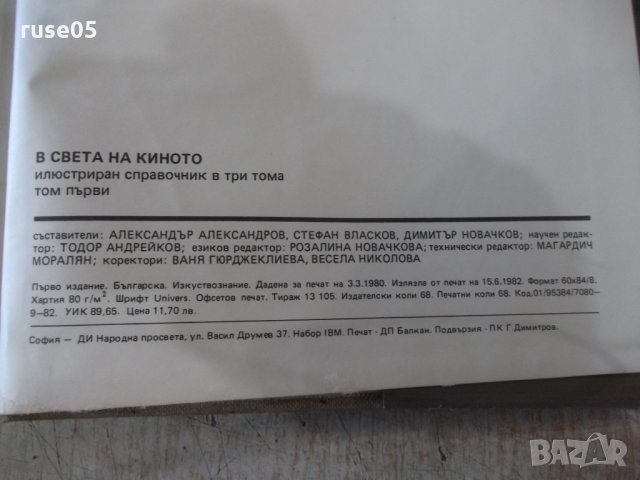 ruse05
В СВЕТА НА КИНОТО
илюстриран справочник в три тома
том първи
съставители: АЛЕКСАНДЪР АЛЕКСАНДРОВ, СТЕФАН ВЛАСКОВ, ДИМИТЪР НОВАЧКОВ; научен редак-
тор: ТОДОР АНДРЕЙКОВ; езиков редактор: РОЗАЛИНА НОВАЧКОВА; технически редактор: МАГАРДИЧ
МОРАЛЯН; коректори: ВАНЯ ГЮРДЖЕКЛИЕВА, ВЕСЕЛА НИКОЛОВА
Първо издание. Българска. Изкуствознание. Дадена за печат на 3.3.1980. Излязла от печат на 15.6.1982. Формат 60х84/8.
Хартия 80 г/м². Шрифт Univers. Офсетов печат. Тираж 13 105. Издателски коли 68. Печатни коли 68. Код.01/95384/7080-
9-82. УИК 89,65. Цена 11,70 лв.
София — ДИ Народна просвета, ул. Васил Друмев 37. Набор IBM. Печат - ДП Балкан. Подвързия - ПК Г.Димитров.
BAZAR